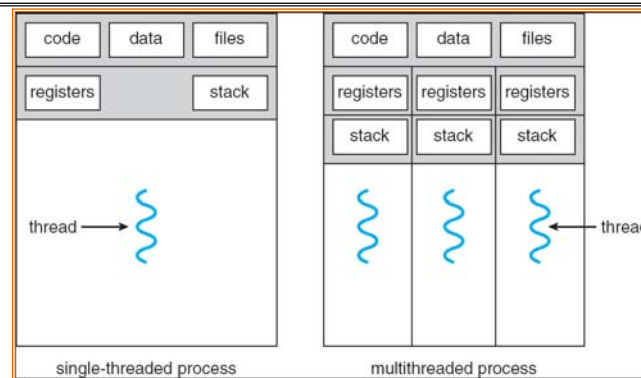 code data files code data files
registers stack registers registers registers
stack stack stack
thread thread
single-threaded process multithreaded process